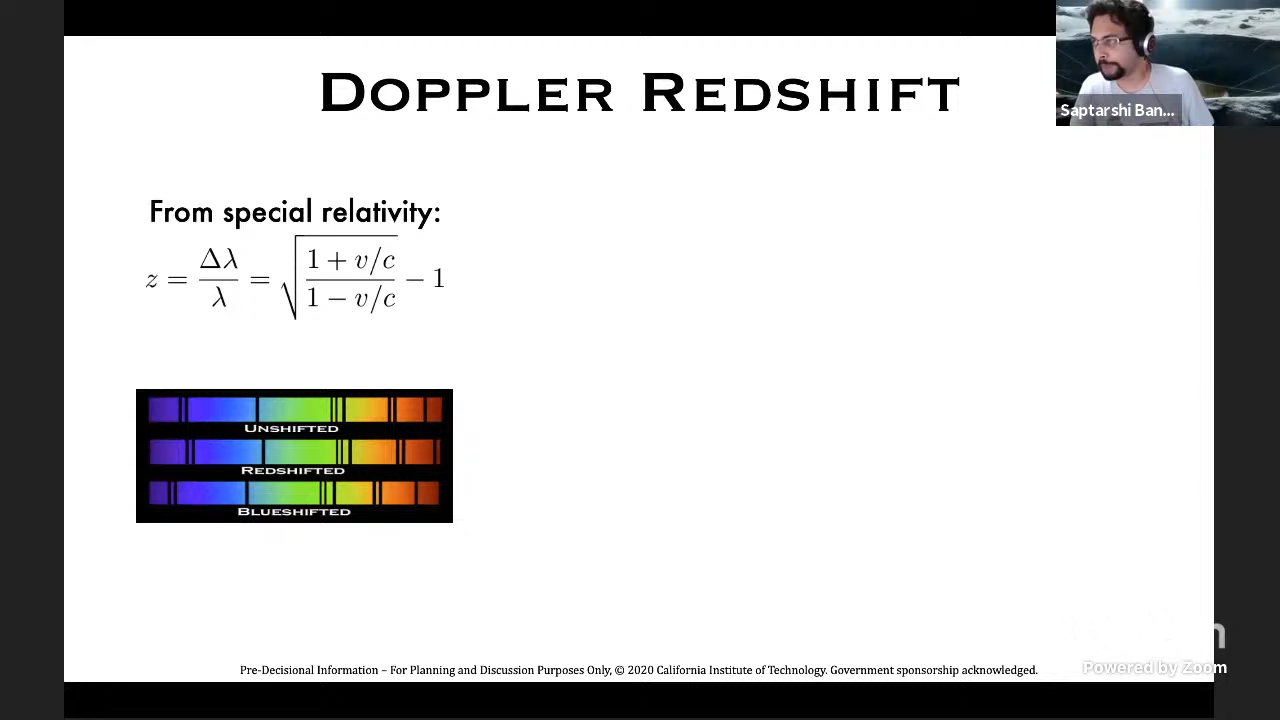 DOPPLER REDSHIFT
Saptarshi Ban...
From special relativity:
z = Δλ/λ = √((1 + v/c)/(1 − v/c)) − 1
UNSHIFTED
REDSHIFTED
BLUESHIFTED
Powered by Zoom
Pre-Decisional Information – For Planning and Discussion Purposes Only, © 2020 California Institute of Technology. Government sponsorship acknowledged.